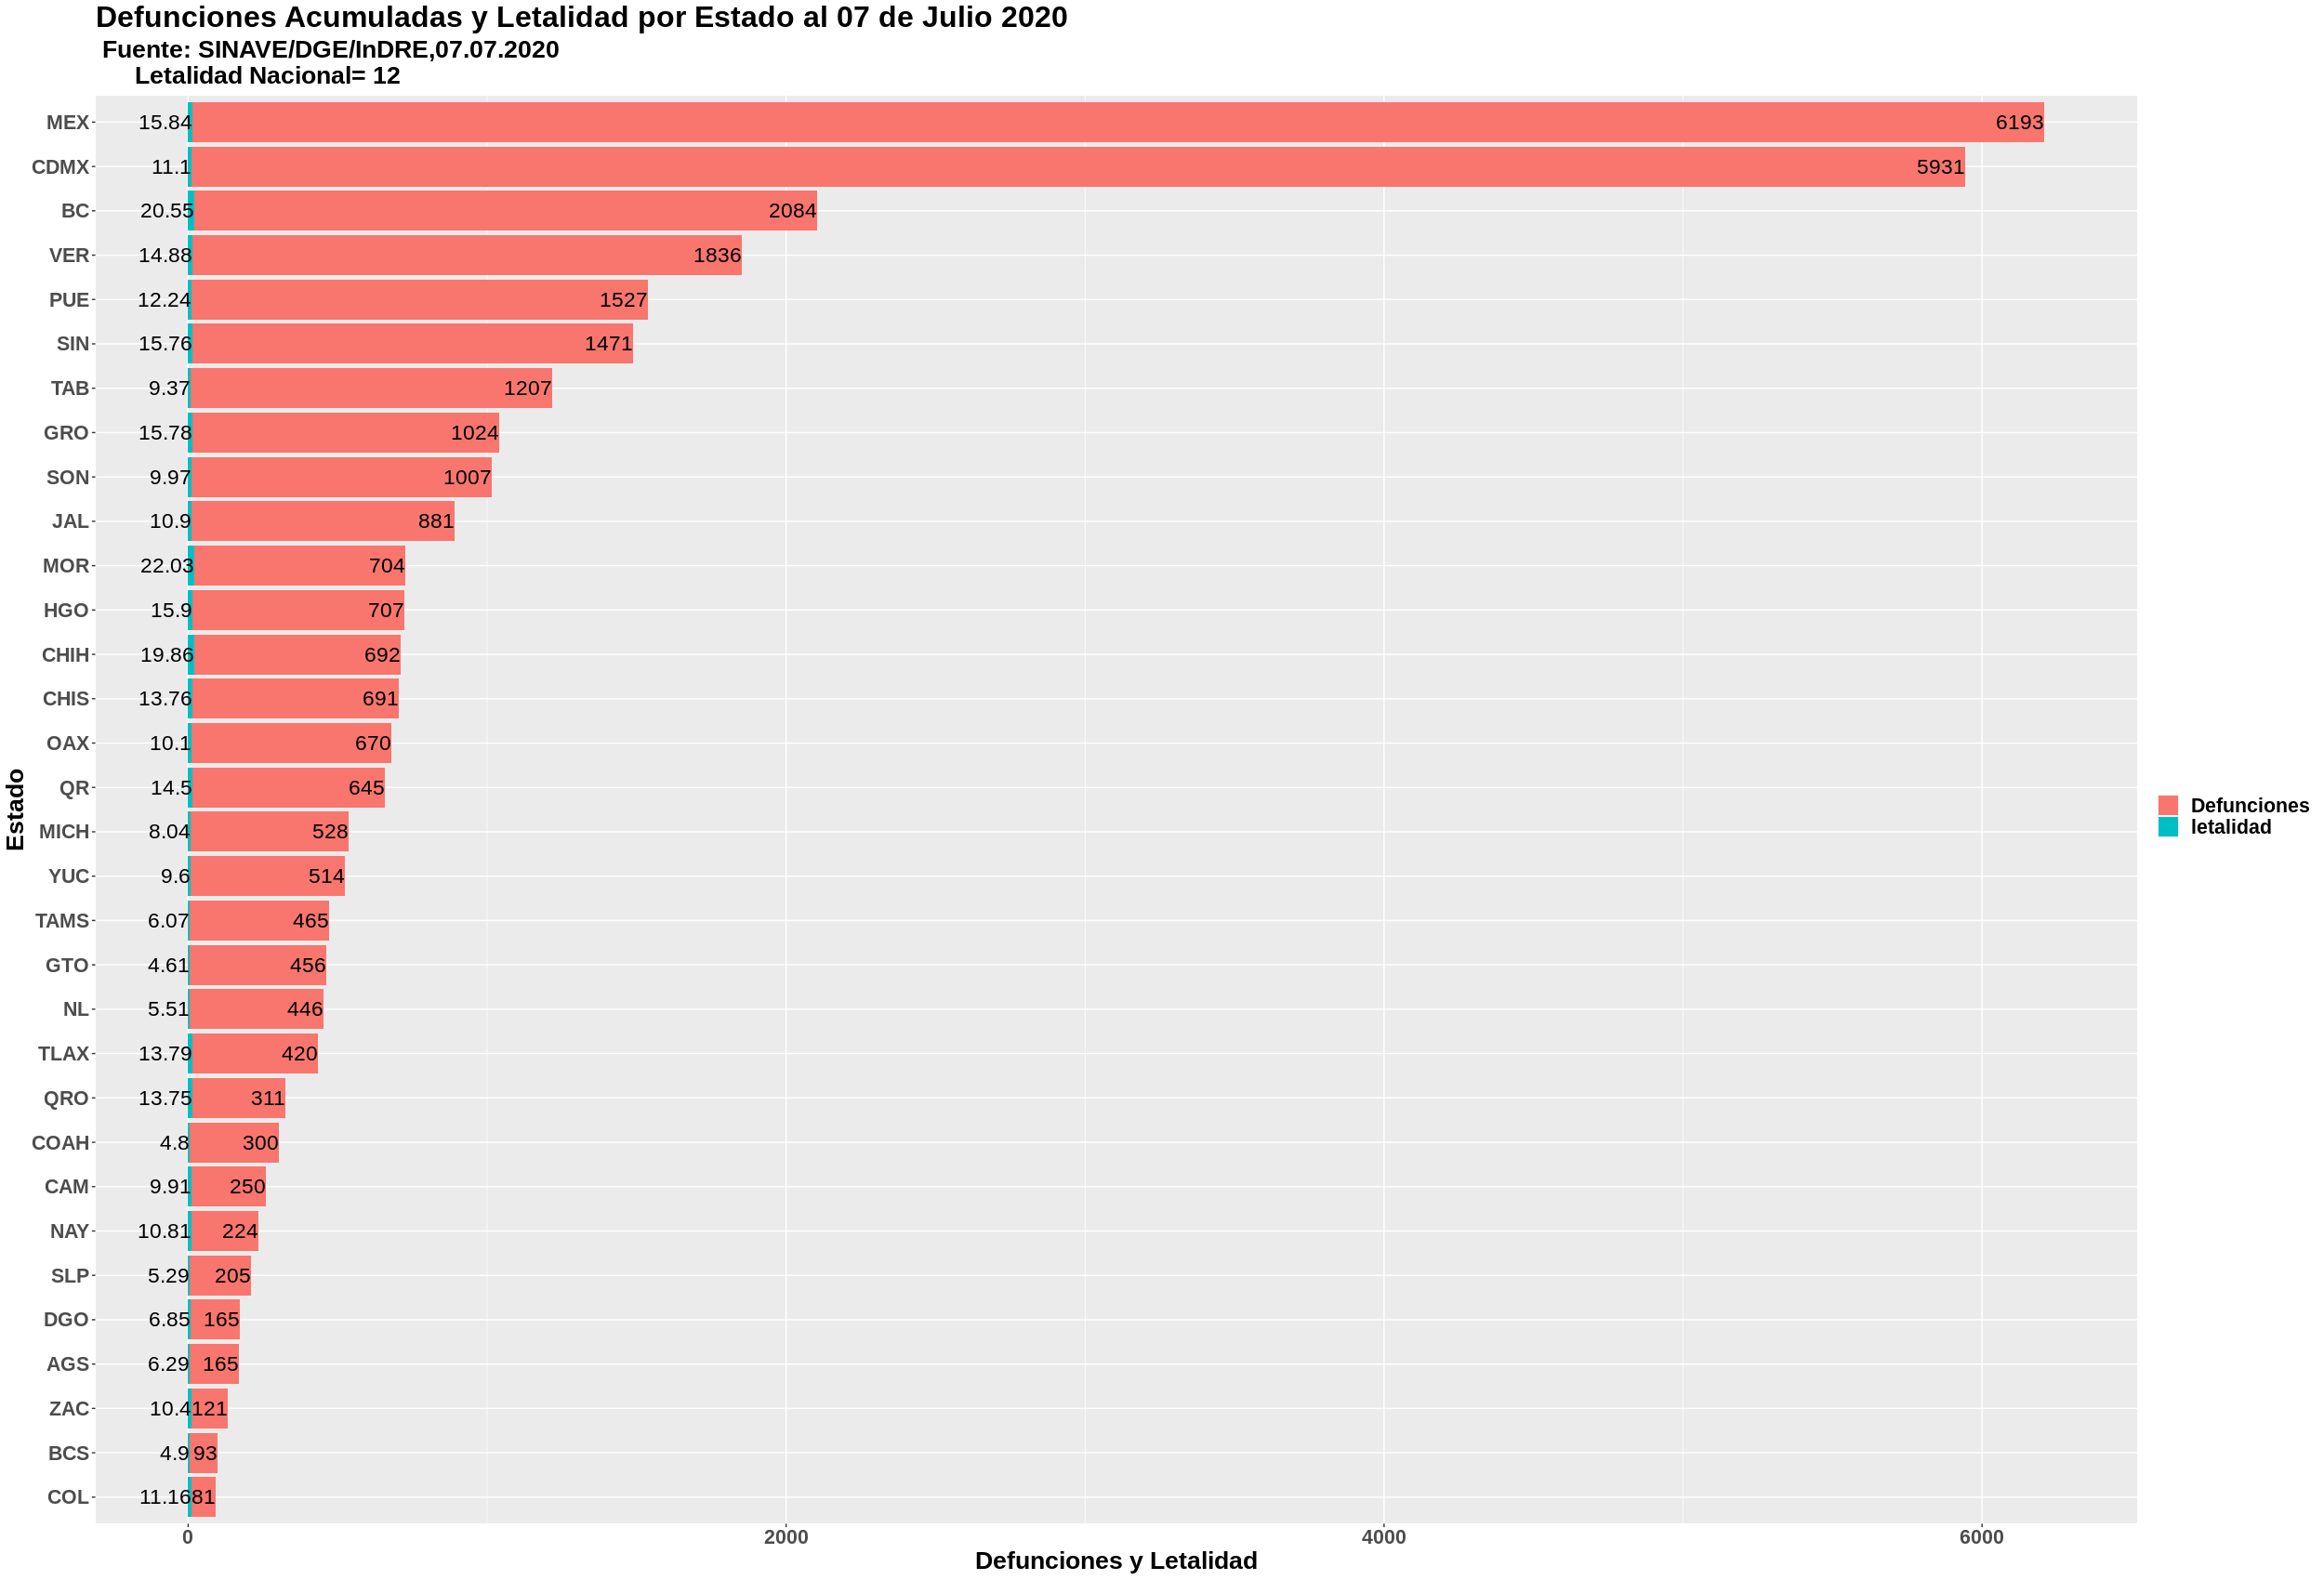 Defunciones Acumuladas y Letalidad por Estado al 07 de Julio 2020
Fuente: SINAVE/DGE/InDRE,07.07.2020
Letalidad Nacional= 12
MEX 15.84 6193
CDMX 11.1 5931
BC 20.55 2084
VER 14.88 1836
PUE 12.24 1527
SIN 15.76 1471
TAB 9.37 1207
GRO 15.78 1024
SON 9.97 1007
JAL 10.9 881
MOR 22.03 704
HGO 15.9 707
CHIH 19.86 692
CHIS 13.76 691
OAX 10.1 670
QR 14.5 645
MICH 8.04 528
YUC 9.6 514
TAMS 6.07 465
GTO 4.61 456
NL 5.51 446
TLAX 13.79 420
QRO 13.75 311
COAH 4.8 300
CAM 9.91 250
NAY 10.81 224
SLP 5.29 205
DGO 6.85 165
AGS 6.29 165
ZAC 10.4 121
BCS 4.9 93
COL 11.16 81
0 2000 4000 6000
Defunciones y Letalidad
Estado
Defunciones
letalidad